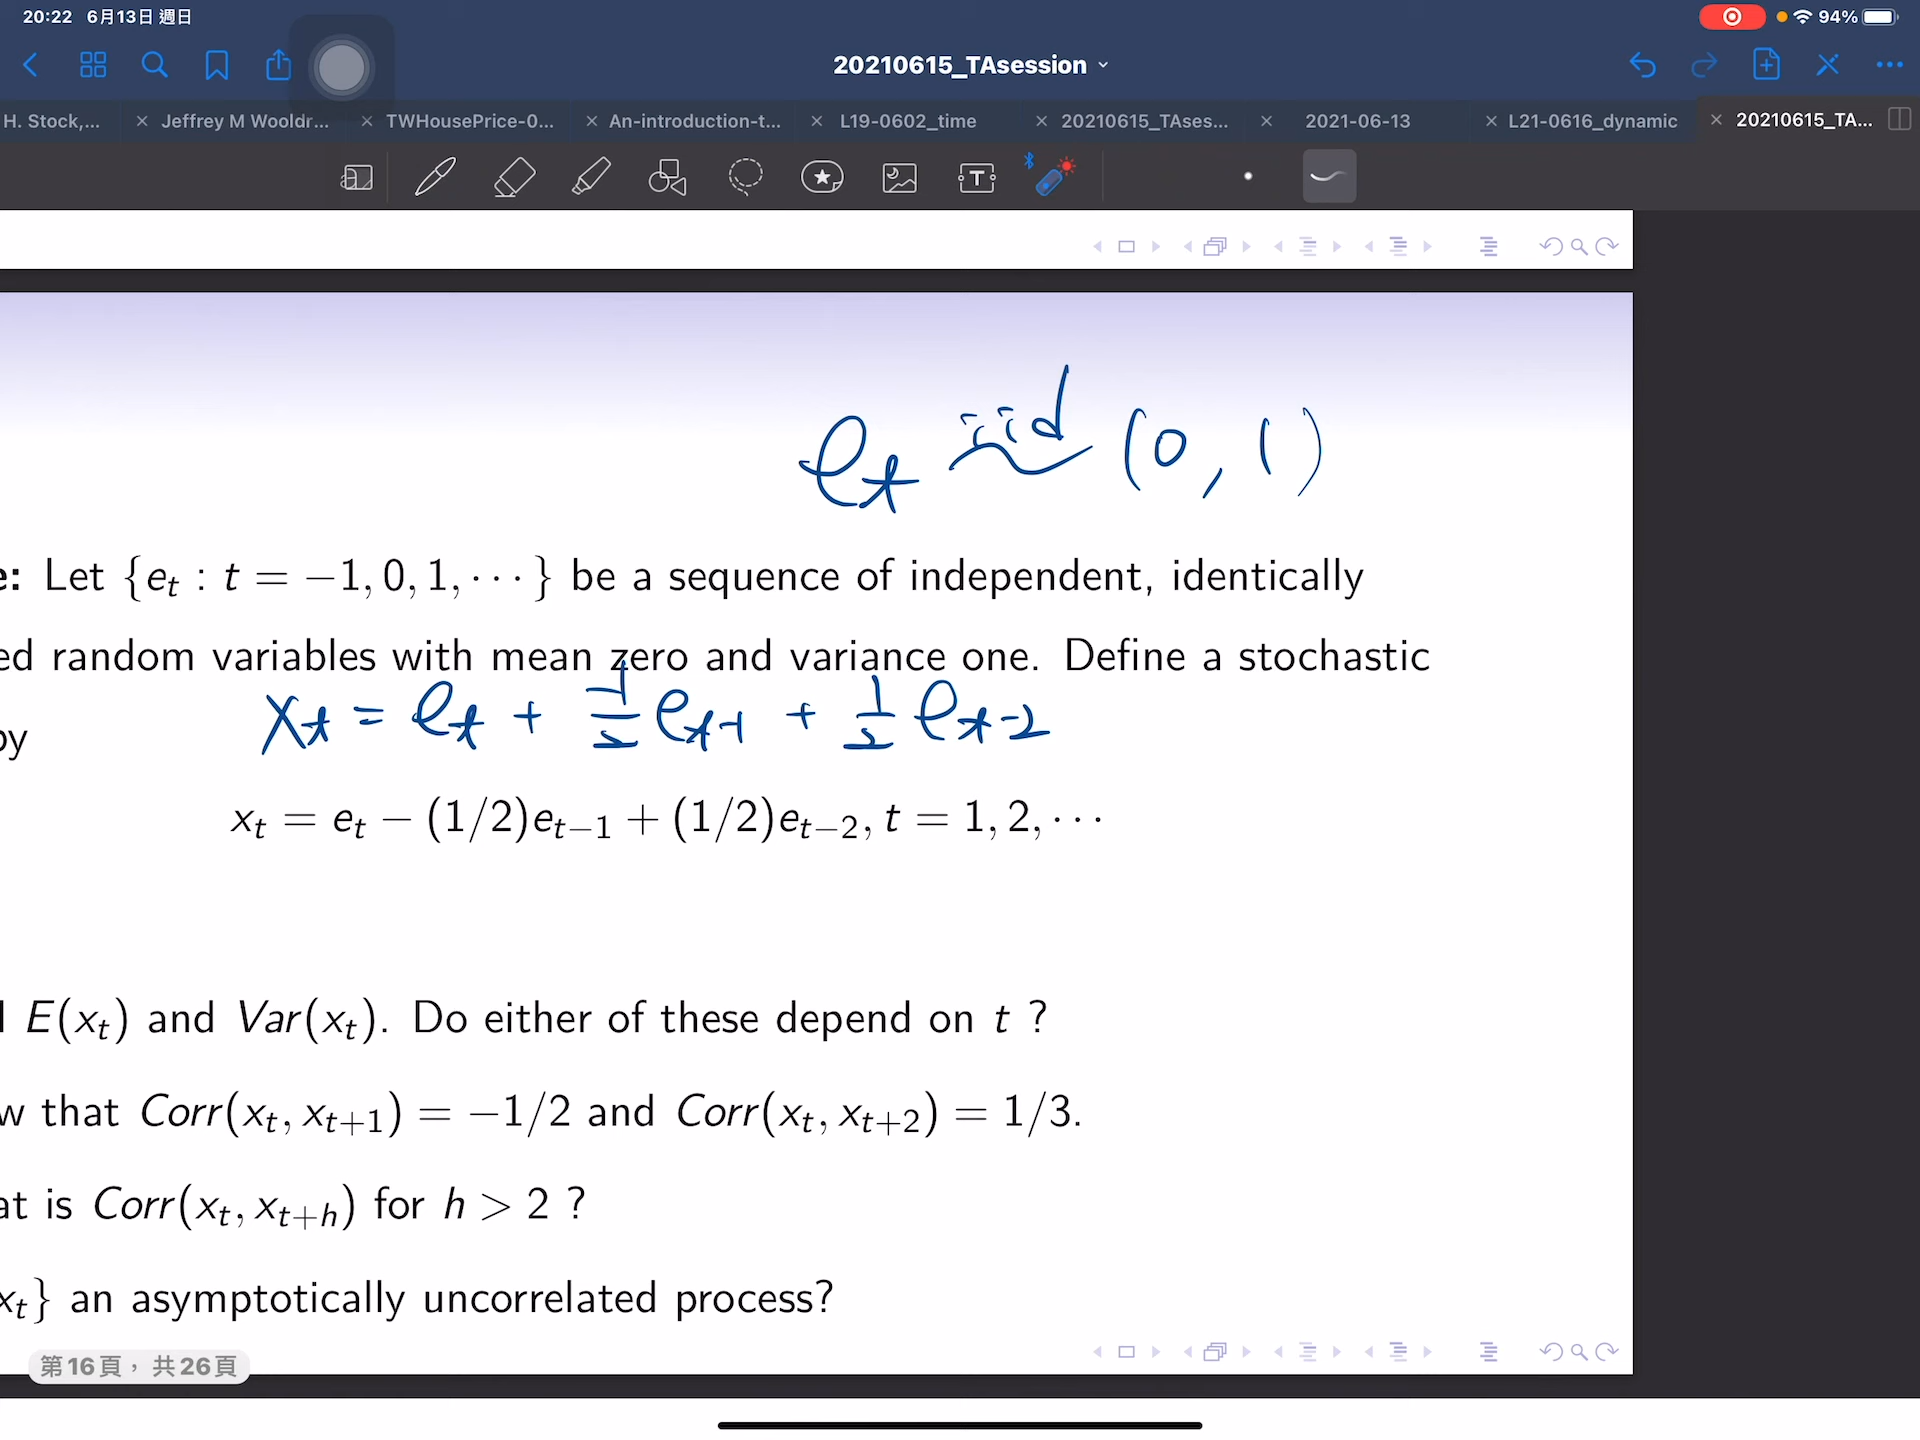 20:22 6月13日 週日
94%
20210615_TAsession
H. Stock,... × Jeffrey M Wooldr... × TWHousePrice-0... × An-introduction-t... × L19-0602_time × 20210615_TAses... × 2021-06-13 × L21-0616_dynamic × 20210615_TA...
e_t iid ~ (0, 1)
e: Let {e_t : t = −1, 0, 1, ⋯} be a sequence of independent, identically
ed random variables with mean zero and variance one. Define a stochastic
x_t = e_t + -1/2 e_{t-1} + 1/2 e_{t-2}
by
x_t = e_t − (1/2)e_{t−1} + (1/2)e_{t−2}, t = 1, 2, ⋯
E(x_t) and Var(x_t). Do either of these depend on t ?
w that Corr(x_t, x_{t+1}) = −1/2 and Corr(x_t, x_{t+2}) = 1/3.
at is Corr(x_t, x_{t+h}) for h > 2 ?
x_t} an asymptotically uncorrelated process?
第16頁，共26頁